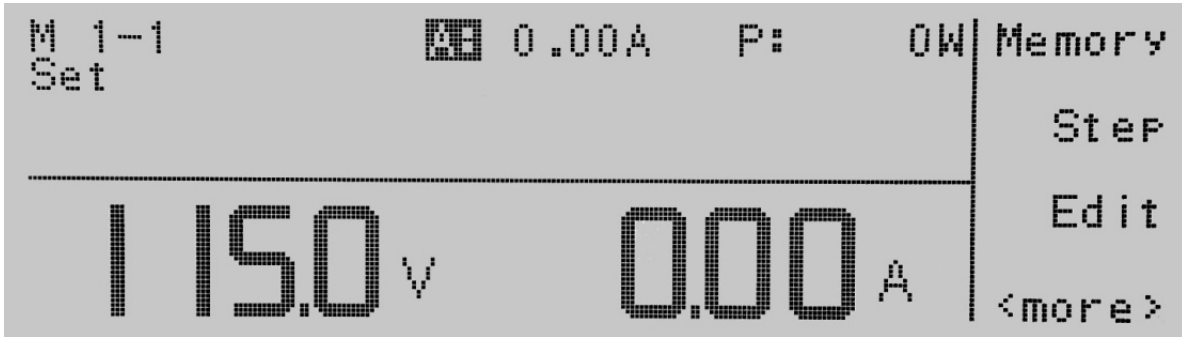 M 1-1 0.00A P: 0W
Set
115.0 V 0.00 A
Memory
Step
Edit
<more>